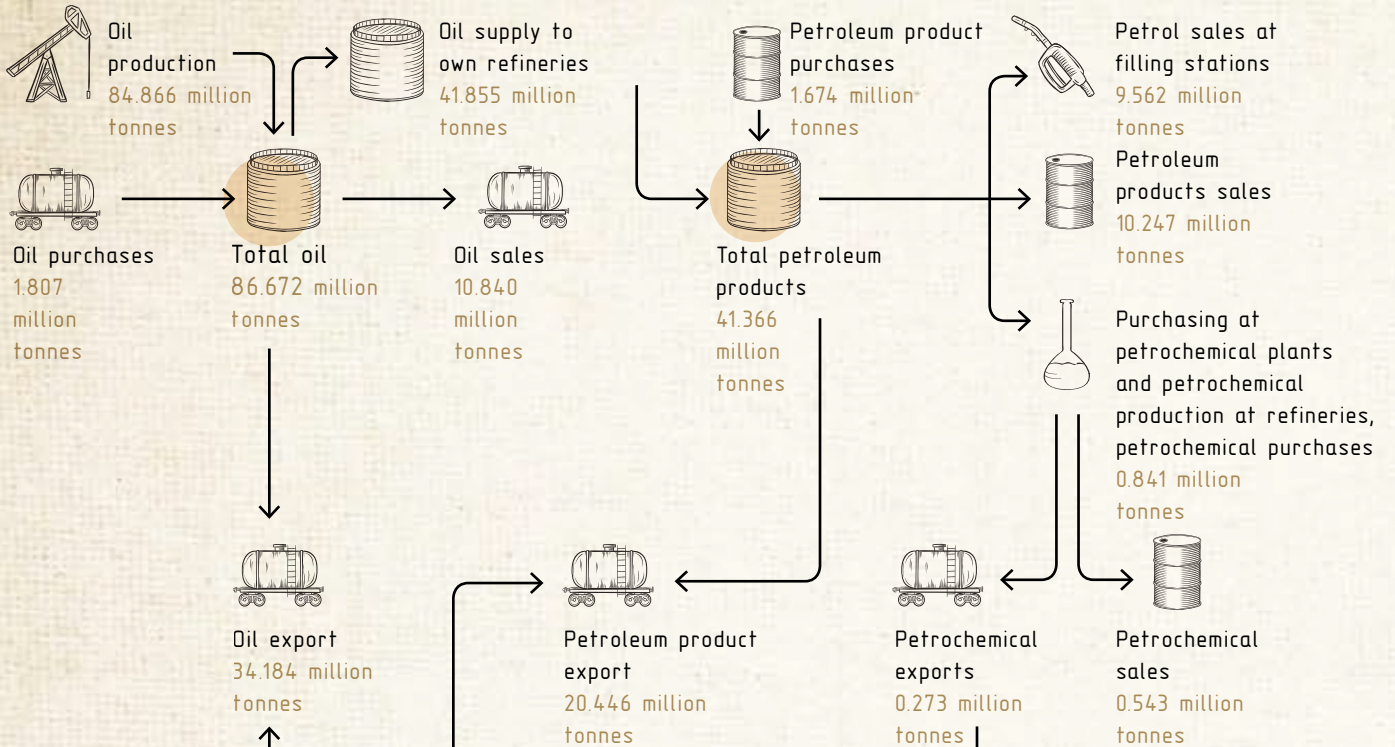 Oil
production
84.866 million
tonnes
Oil supply to
own refineries
41.855 million
tonnes
Petroleum product
purchases
1.674 million
tonnes
Petrol sales at
filling stations
9.562 million
tonnes
Oil purchases
1.807
million
tonnes
Total oil
86.672 million
tonnes
Oil sales
10.840
million
tonnes
Total petroleum
products
41.366
million
tonnes
Petroleum
products sales
10.247 million
tonnes
Purchasing at
petrochemical plants
and petrochemical
production at refineries,
petrochemical purchases
0.841 million
tonnes
Oil export
34.184 million
tonnes
Petroleum product
export
20.446 million
tonnes
Petrochemical
exports
0.273 million
tonnes
Petrochemical
sales
0.543 million
tonnes